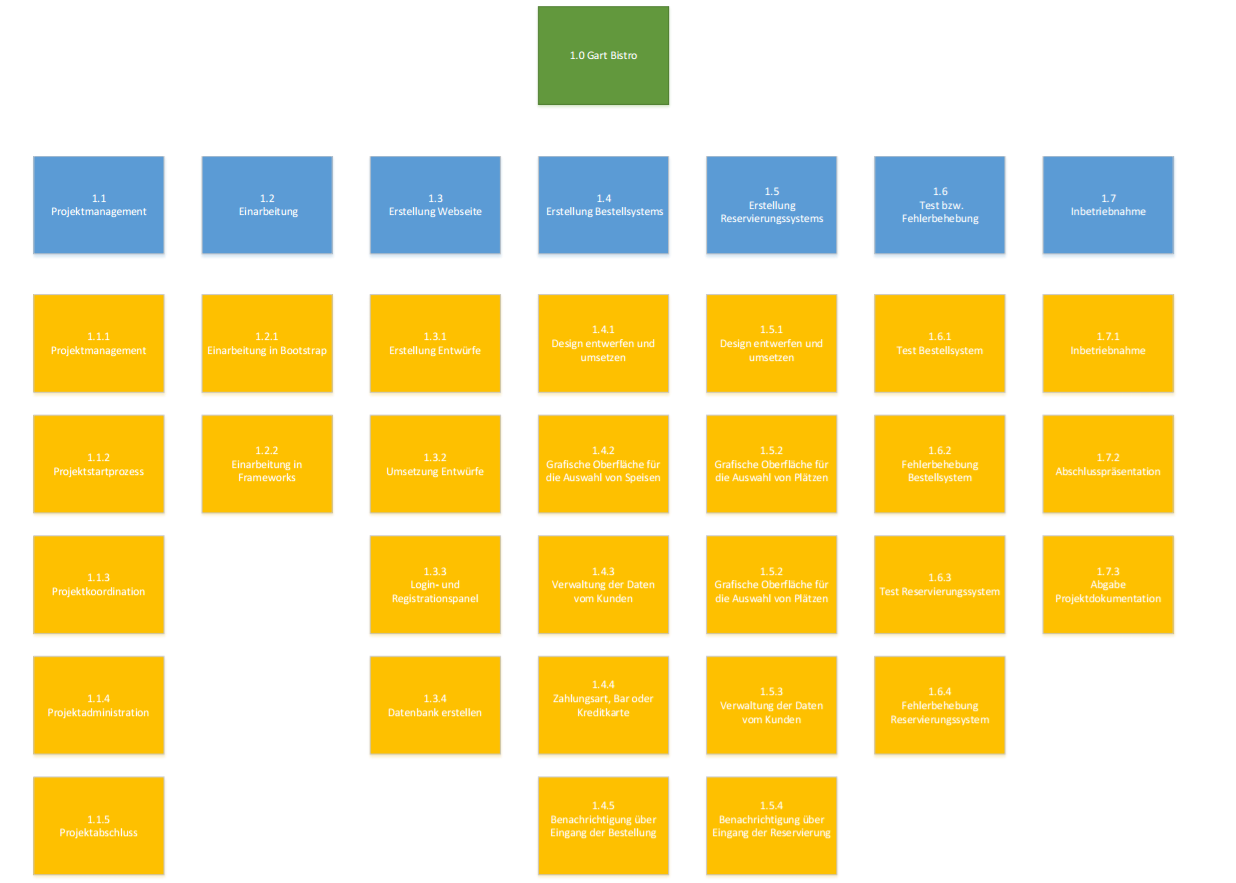 1.0 Gart Bistro
1.1
Projektmanagement
1.2
Einarbeitung
1.3
Erstellung Webseite
1.4
Erstellung Bestellsystems
1.5
Erstellung
Reservierungssystems
1.6
Test bzw.
Fehlerbehebung
1.7
Inbetriebnahme
1.1.1
Projektmanagement
1.2.1
Einarbeitung in Bootstrap
1.3.1
Erstellung Entwürfe
1.4.1
Design entwerfen und
umsetzen
1.5.1
Design entwerfen und
umsetzen
1.6.1
Test Bestellsystem
1.7.1
Inbetriebnahme
1.1.2
Projektstartprozess
1.2.2
Einarbeitung in
Frameworks
1.3.2
Umsetzung Entwürfe
1.4.2
Grafische Oberfläche für
die Auswahl von Speisen
1.5.2
Grafische Oberfläche für
die Auswahl von Plätzen
1.6.2
Fehlerbehebung
Bestellsystem
1.7.2
Abschlusspräsentation
1.1.3
Projektkoordination
1.3.3
Login- und
Registrationspanel
1.4.3
Verwaltung der Daten
vom Kunden
1.5.2
Grafische Oberfläche für
die Auswahl von Plätzen
1.6.3
Test Reservierungssystem
1.7.3
Abgabe
Projektdokumentation
1.1.4
Projektadministration
1.3.4
Datenbank erstellen
1.4.4
Zahlungsart, Bar oder
Kreditkarte
1.5.3
Verwaltung der Daten
vom Kunden
1.6.4
Fehlerbehebung
Reservierungssystem
1.1.5
Projektabschluss
1.4.5
Benachrichtigung über
Eingang der Bestellung
1.5.4
Benachrichtigung über
Eingang der Reservierung